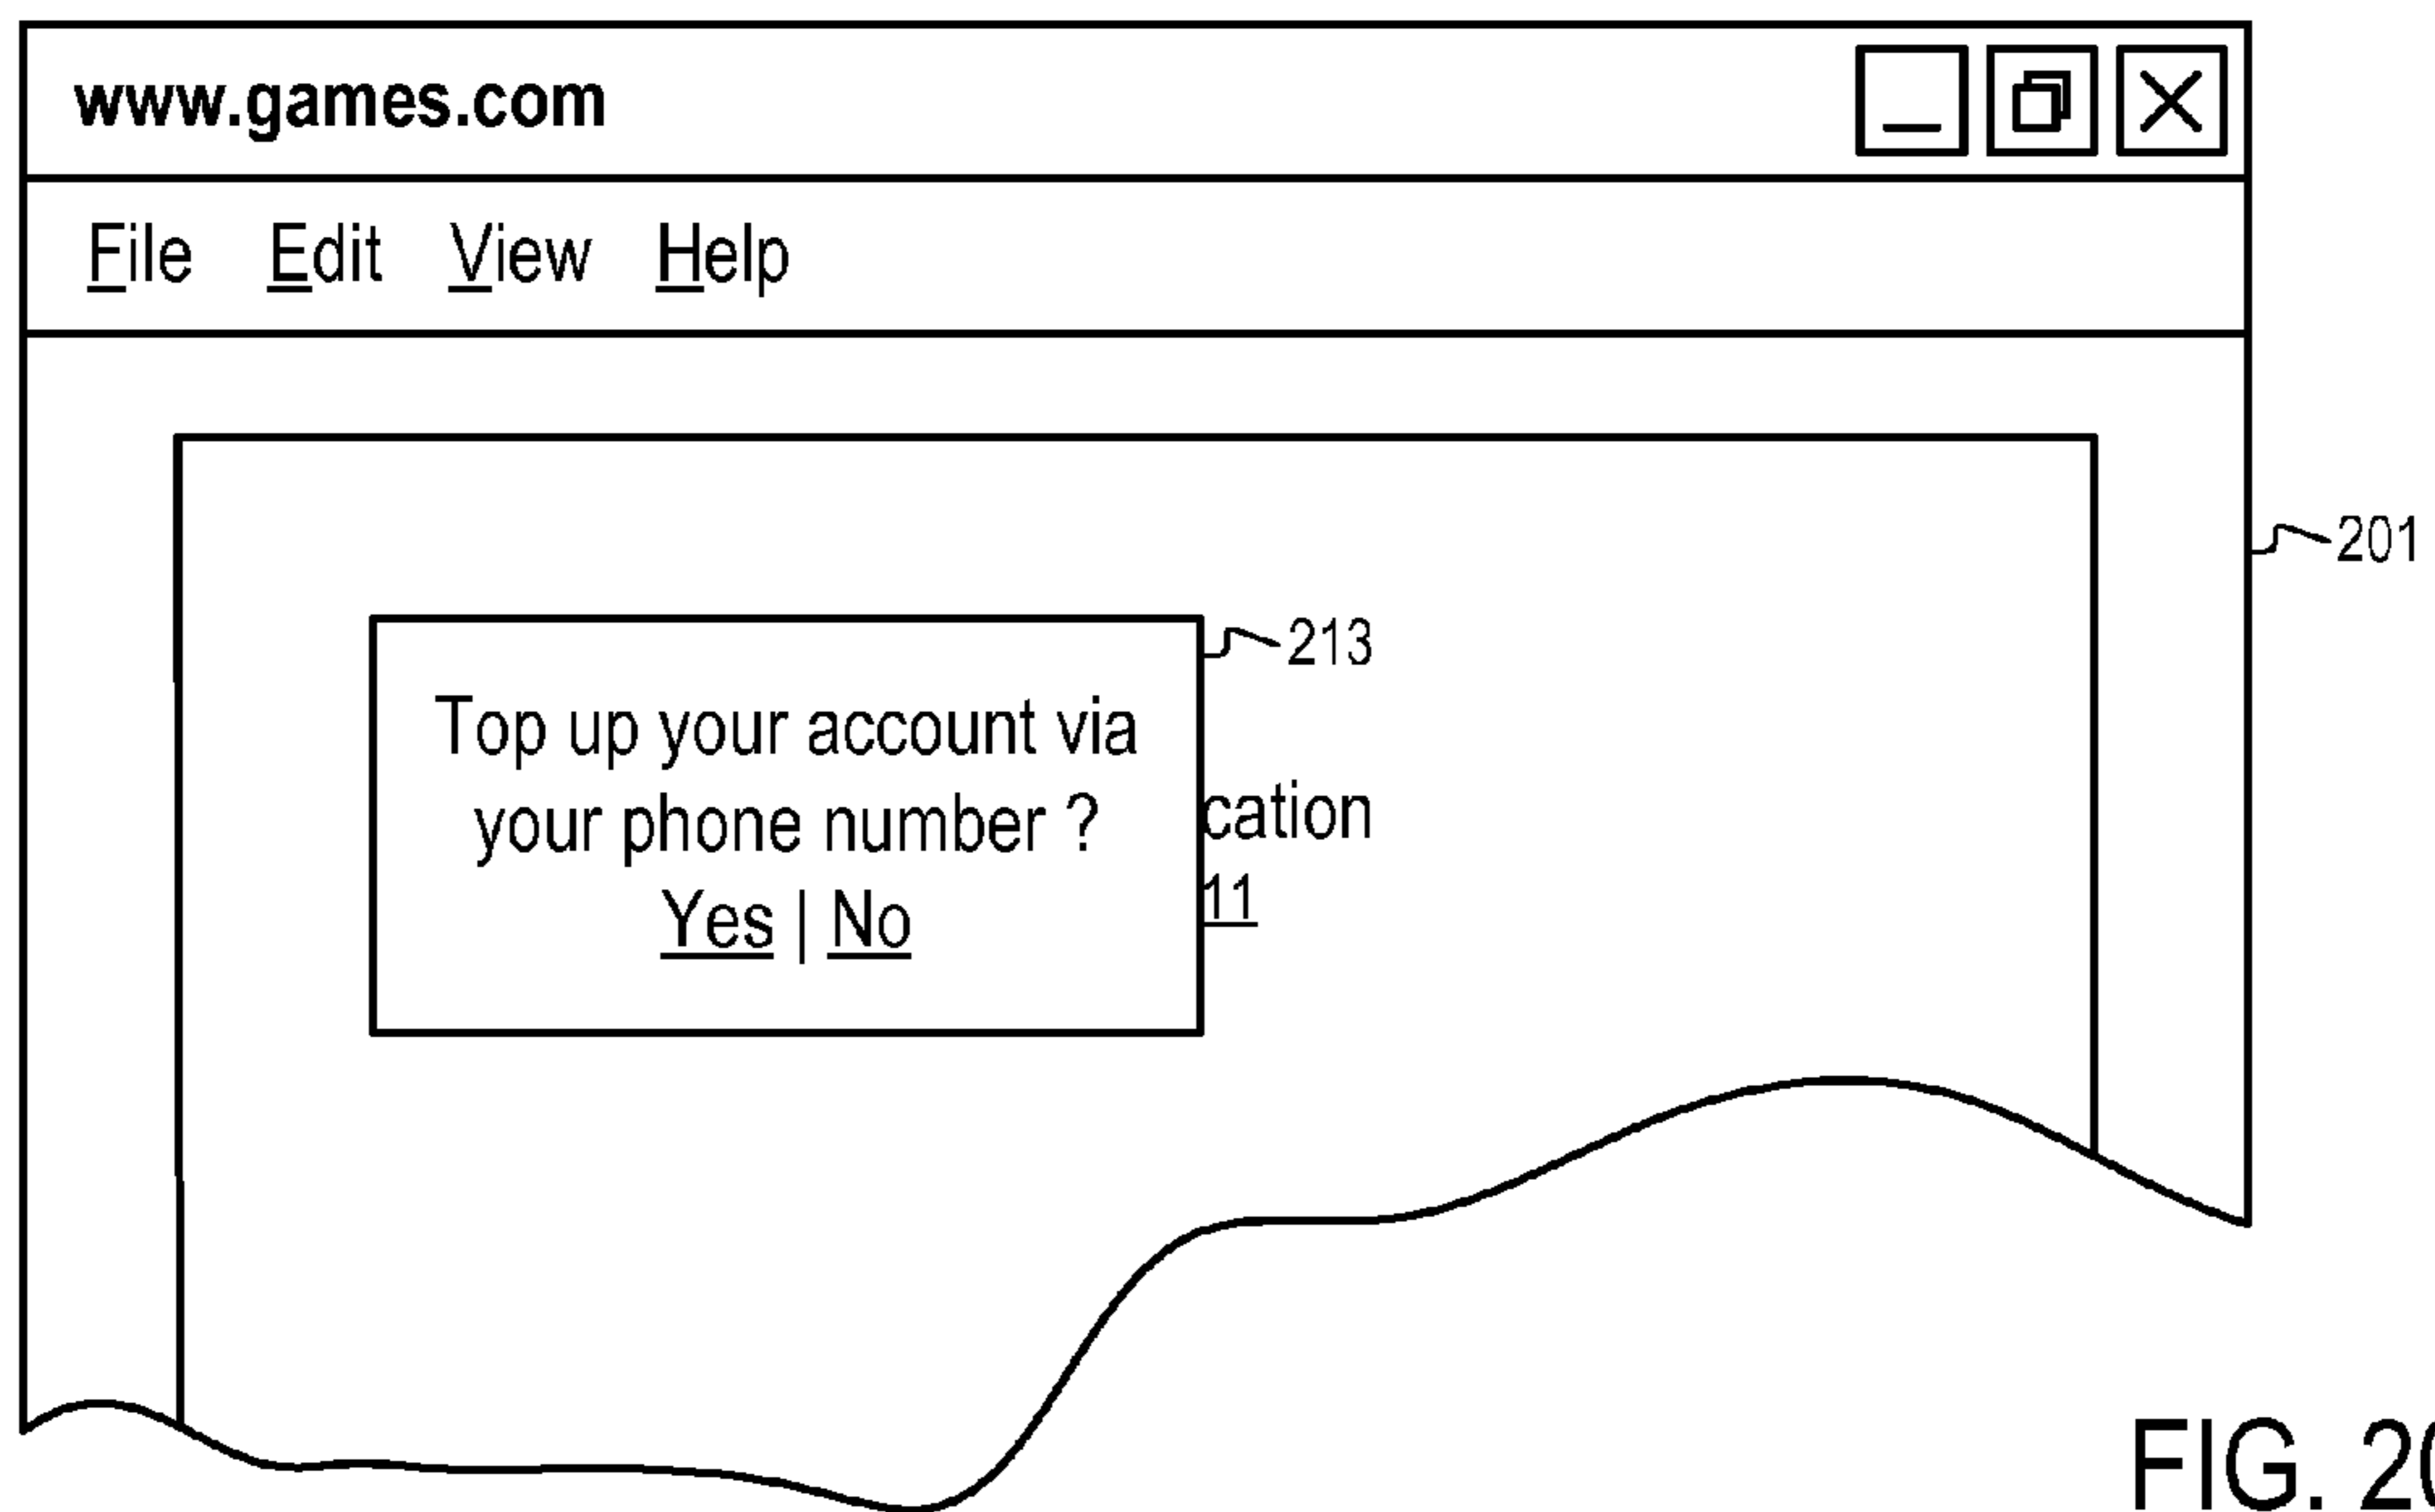 www.games.com
File Edit View Help
201
213
Top up your account via
your phone number ?
cation
Yes | No
11
FIG. 20